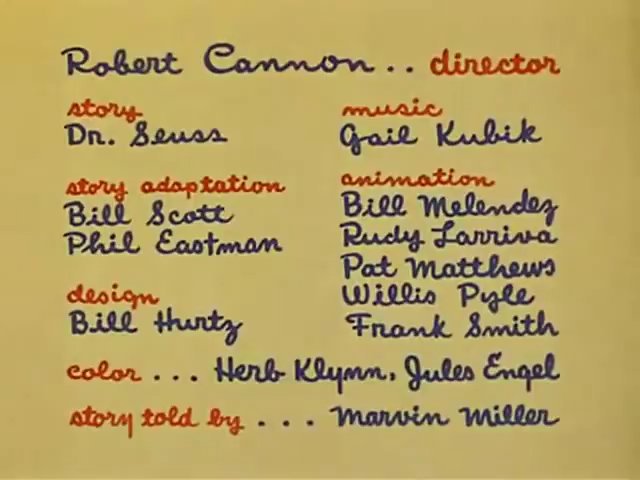 Robert Cannon .. director
story
Dr. Seuss
story adaptation
Bill Scott
Phil Eastman
design
Bill Hurtz
music
Gail Kubik
animation
Bill Melendez
Rudy Larriva
Pat Matthews
Willis Pyle
Frank Smith
color ... Herb Klynn, Jules Engel
story told by ... Marvin Miller